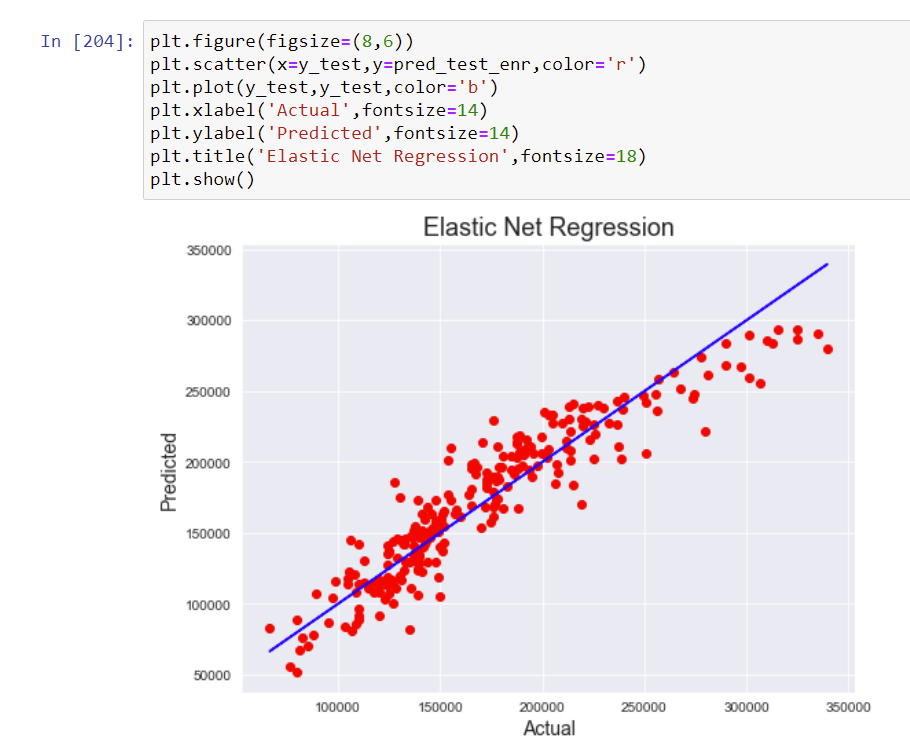 In [204]: plt.figure(figsize=(8,6))
plt.scatter(x=y_test,y=pred_test_enr,color='r')
plt.plot(y_test,y_test,color='b')
plt.xlabel('Actual',fontsize=14)
plt.ylabel('Predicted',fontsize=14)
plt.title('Elastic Net Regression',fontsize=18)
plt.show()
Elastic Net Regression
350000
300000
250000
200000
150000
100000
50000
Predicted
100000 150000 200000 250000 300000 350000
Actual